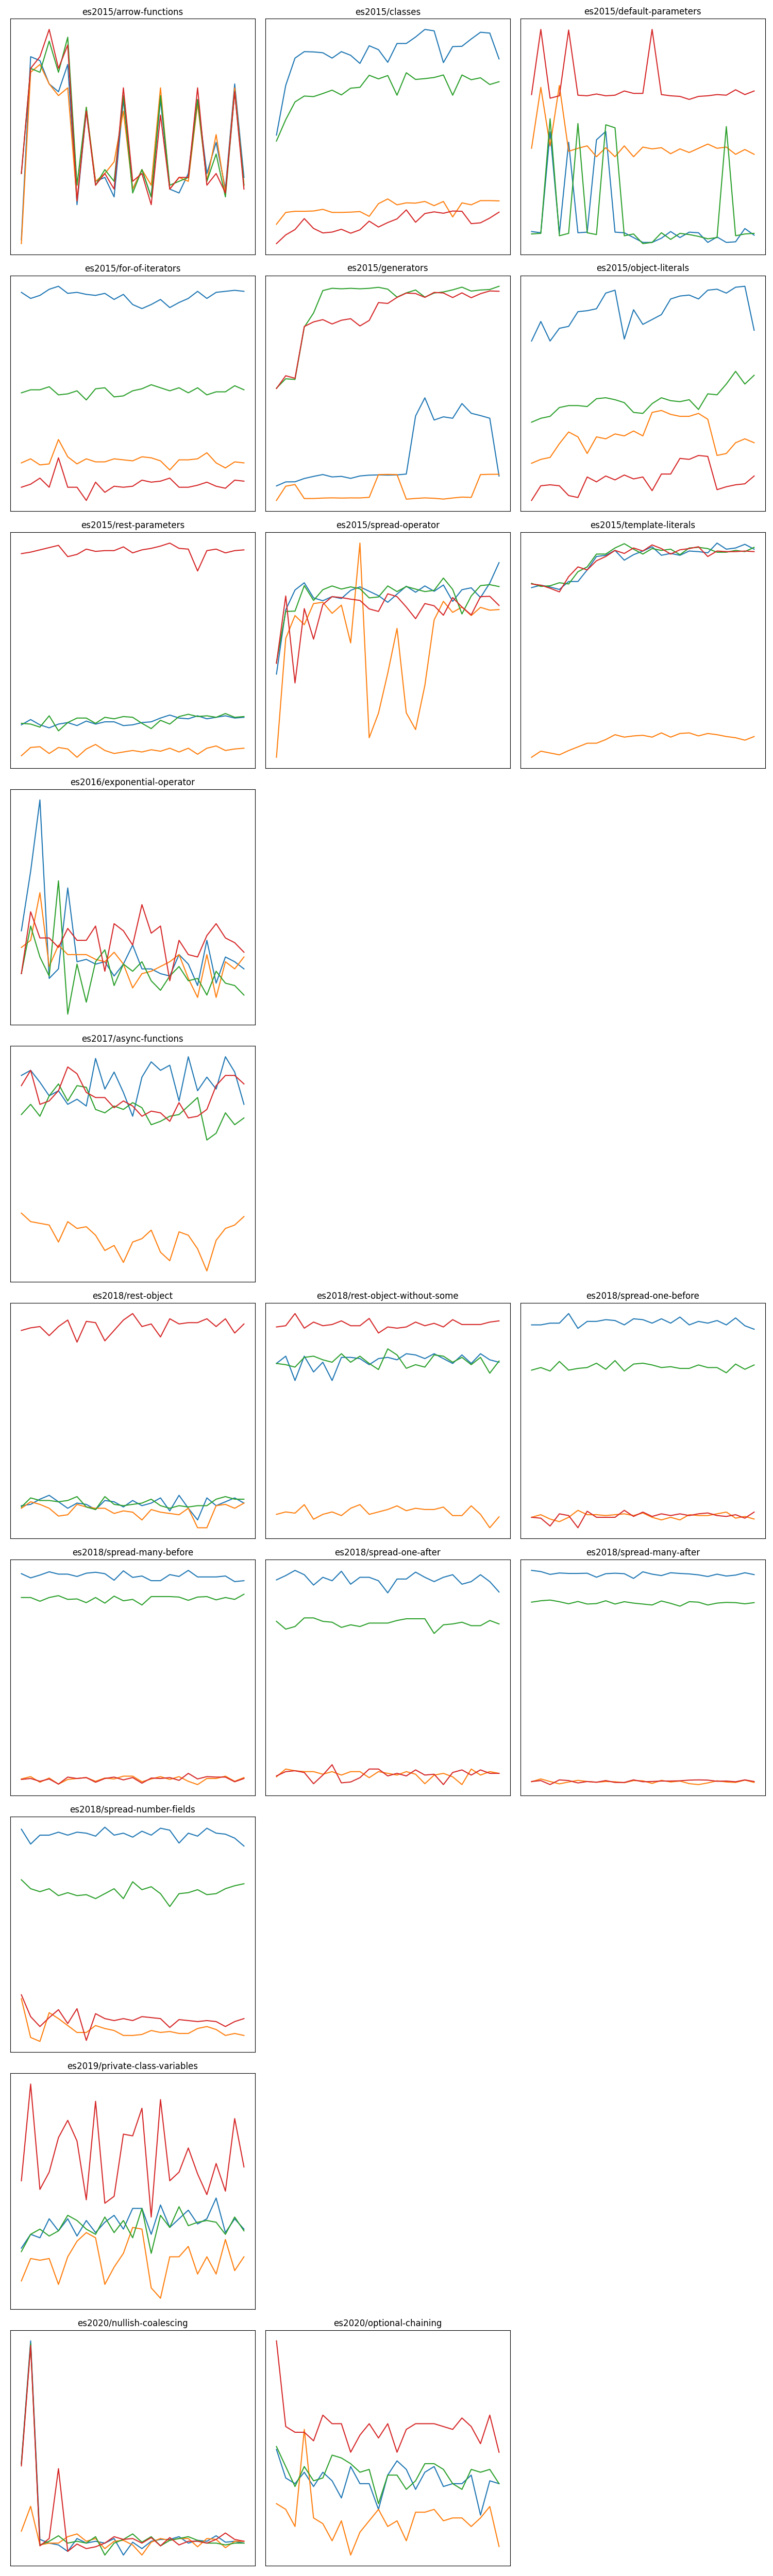 es2015/arrow-functions
es2015/classes
es2015/default-parameters
es2015/for-of-iterators
es2015/generators
es2015/object-literals
es2015/rest-parameters
es2015/spread-operator
es2015/template-literals
es2016/exponential-operator
es2017/async-functions
es2018/rest-object
es2018/rest-object-without-some
es2018/spread-one-before
es2018/spread-many-before
es2018/spread-one-after
es2018/spread-many-after
es2018/spread-number-fields
es2019/private-class-variables
es2020/nullish-coalescing
es2020/optional-chaining